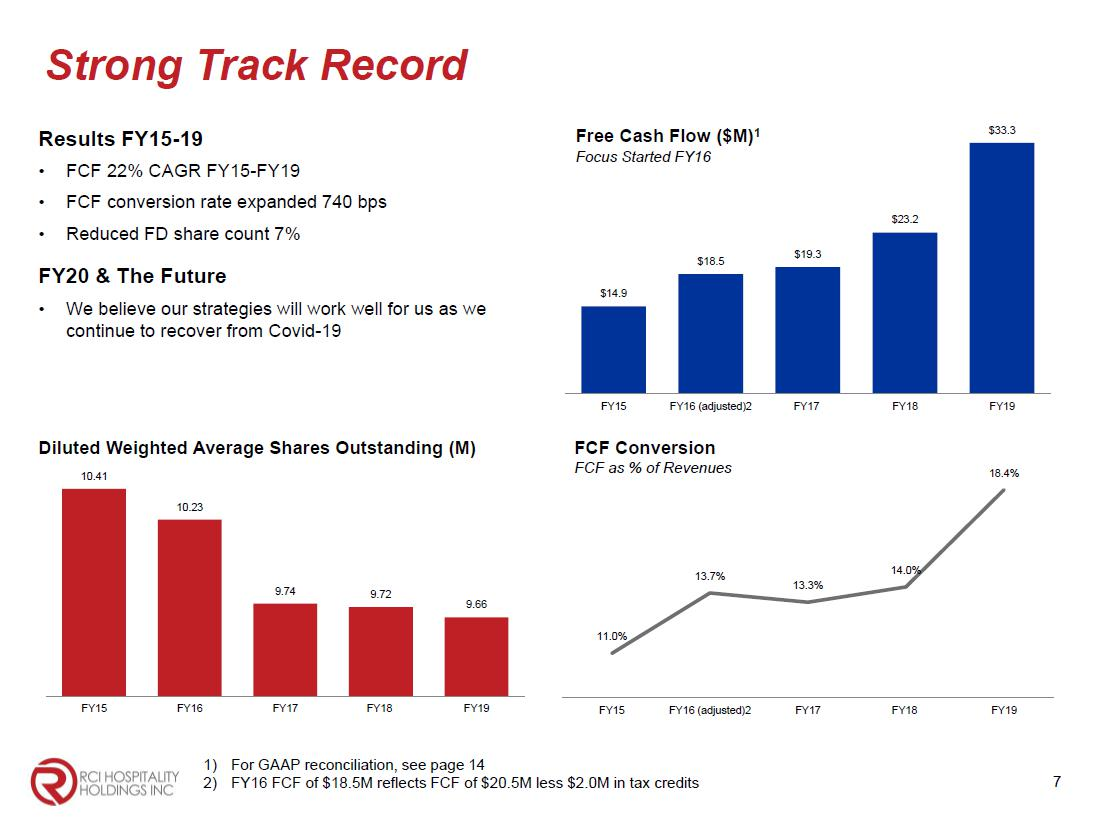 Strong Track Record
Results FY15-19
• FCF 22% CAGR FY15-FY19
• FCF conversion rate expanded 740 bps
• Reduced FD share count 7%
FY20 & The Future
• We believe our strategies will work well for us as we
continue to recover from Covid-19
Free Cash Flow ($M)1
Focus Started FY16
$14.9
$18.5
$19.3
$23.2
$33.3
FY15
FY16 (adjusted)2
FY17
FY18
FY19
Diluted Weighted Average Shares Outstanding (M)
10.41
10.23
9.74
9.72
9.66
FY15
FY16
FY17
FY18
FY19
FCF Conversion
FCF as % of Revenues
11.0%
13.7%
13.3%
14.0%
18.4%
FY15
FY16 (adjusted)2
FY17
FY18
FY19
RCI HOSPITALITY
HOLDINGS INC
1) For GAAP reconciliation, see page 14
2) FY16 FCF of $18.5M reflects FCF of $20.5M less $2.0M in tax credits
7